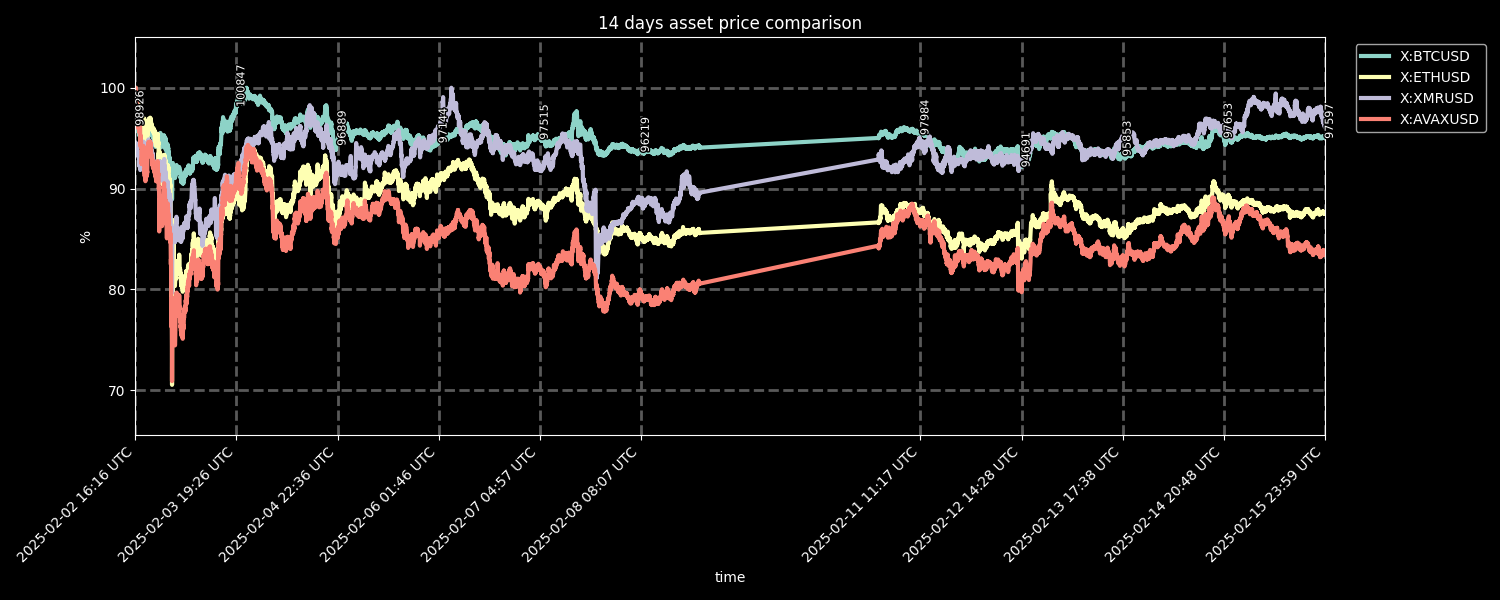 14 days asset price comparison
X:BTCUSD
X:ETHUSD
X:XMRUSD
X:AVAXUSD
%
100
90
80
70
98926
100847
96889
97144
97515
96219
97984
94691
95853
97653
97597
2025-02-02 16:16 UTC
2025-02-03 19:26 UTC
2025-02-04 22:36 UTC
2025-02-06 01:46 UTC
2025-02-07 04:57 UTC
2025-02-08 08:07 UTC
2025-02-11 11:17 UTC
2025-02-12 14:28 UTC
2025-02-13 17:38 UTC
2025-02-14 20:48 UTC
2025-02-15 23:59 UTC
time